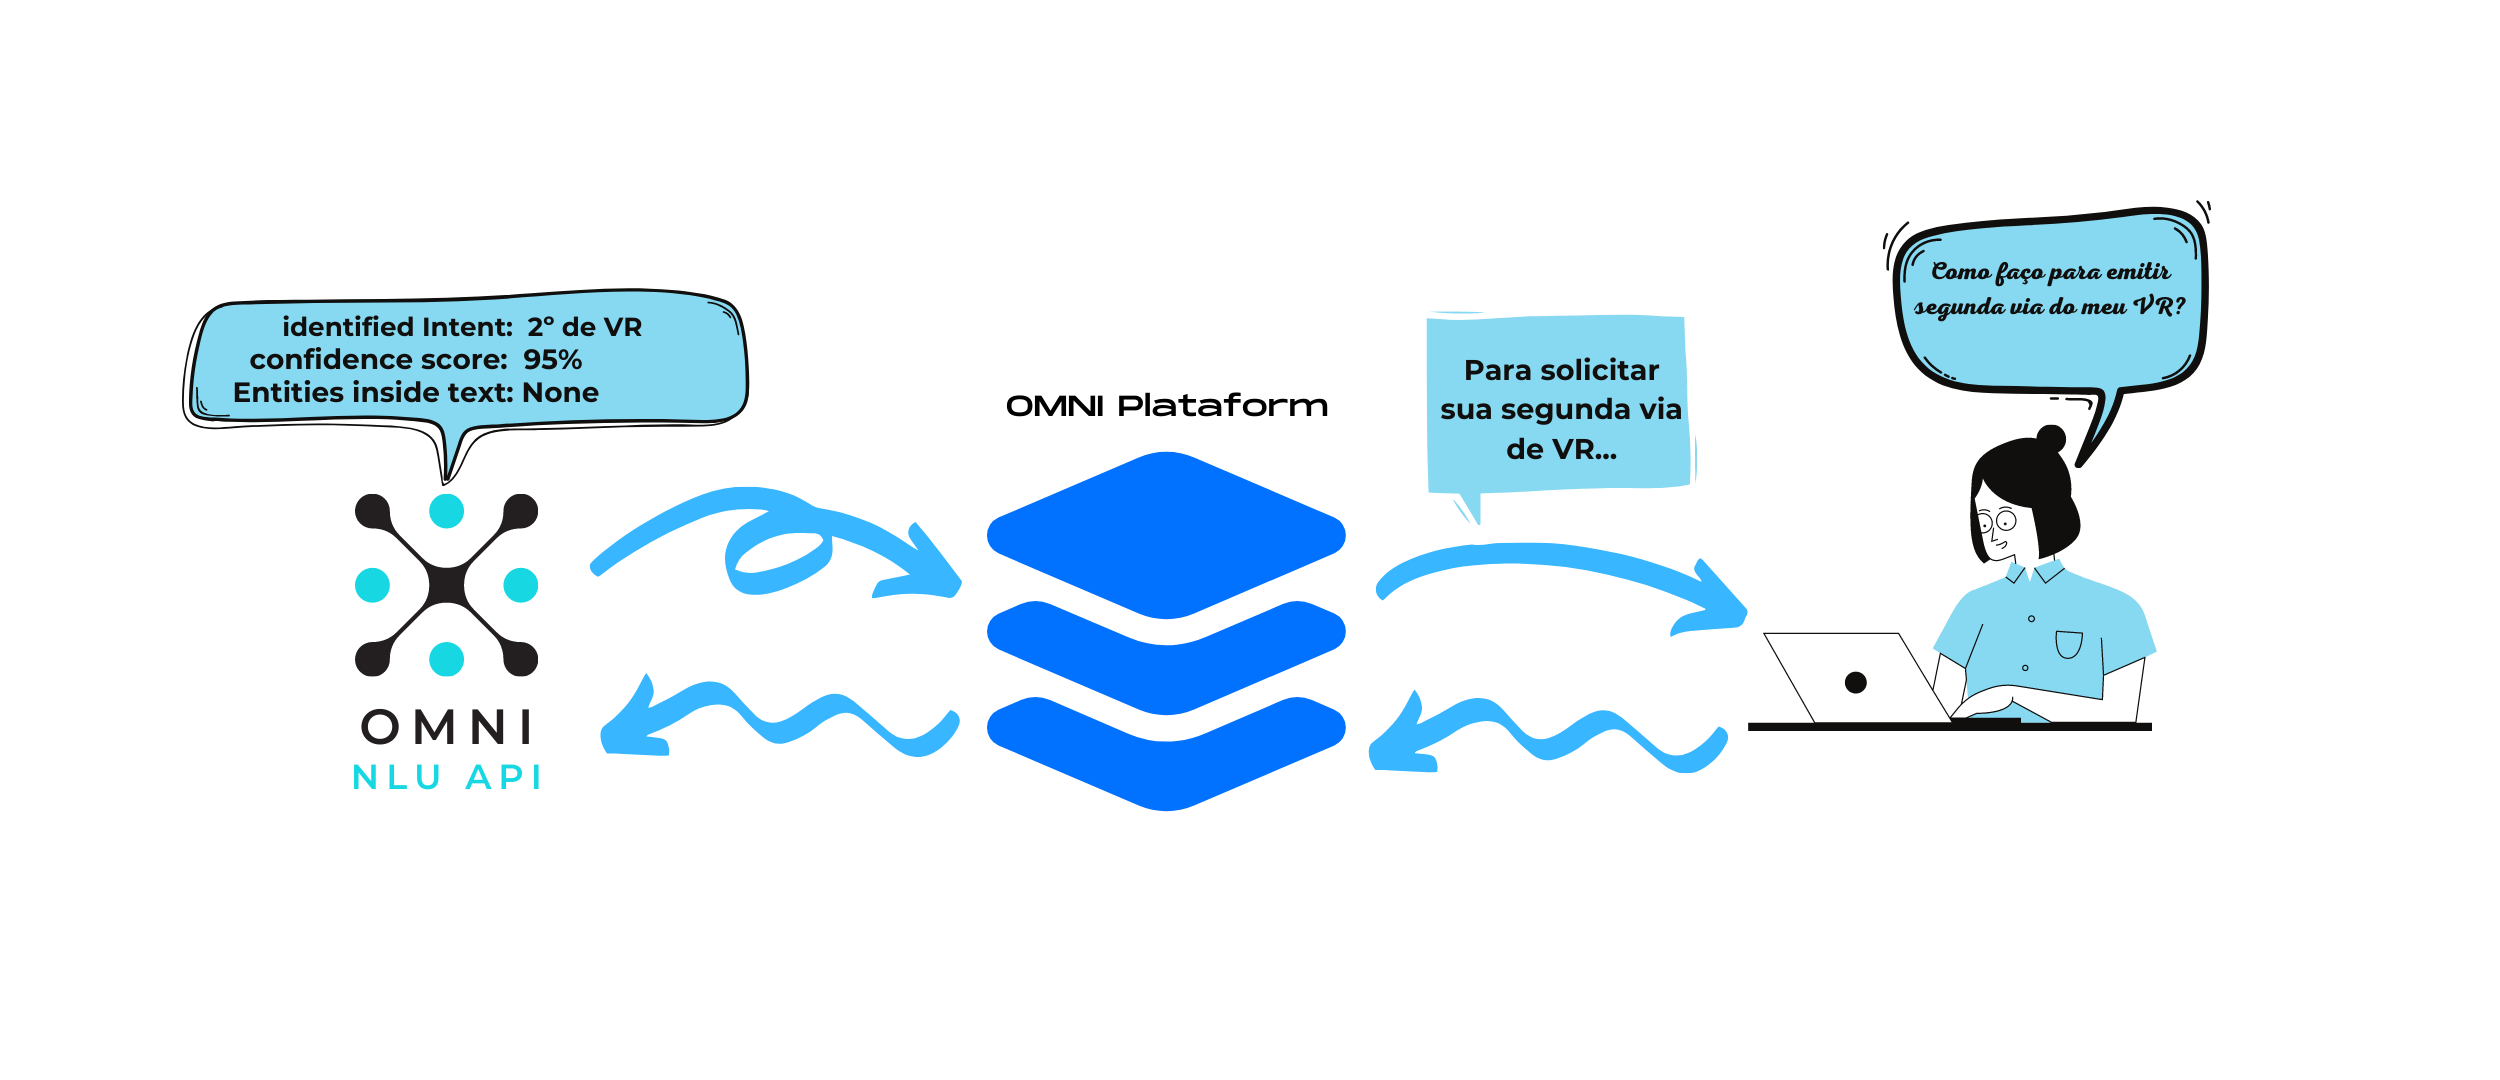 identified Intent:  2º de VR
confidence score:  95%
Entities inside text: None
OMNI
NLU API
OMNI Plataform
Para solicitar
sua segunda via
de VR...
Como faço para emitir
segunda via do meu VR?